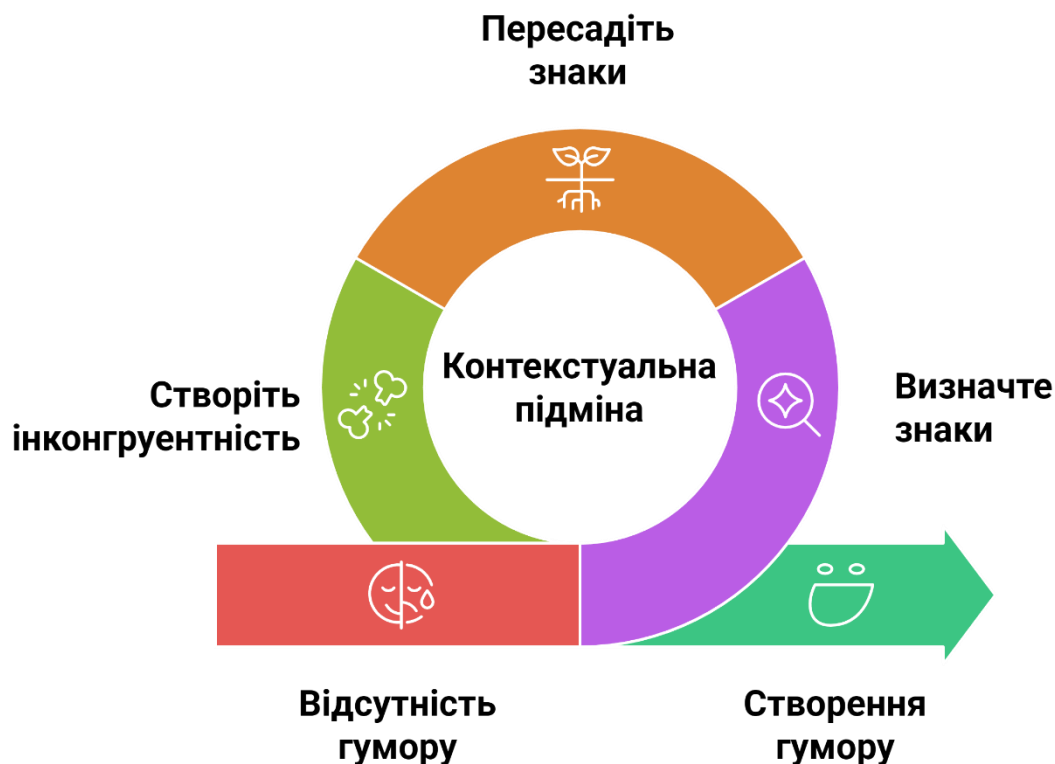 Пересадіть
знаки
Контекстуальна
підміна
Створіть
інконгруентність
Визначте
знаки
Відсутність
гумору
Створення
гумору